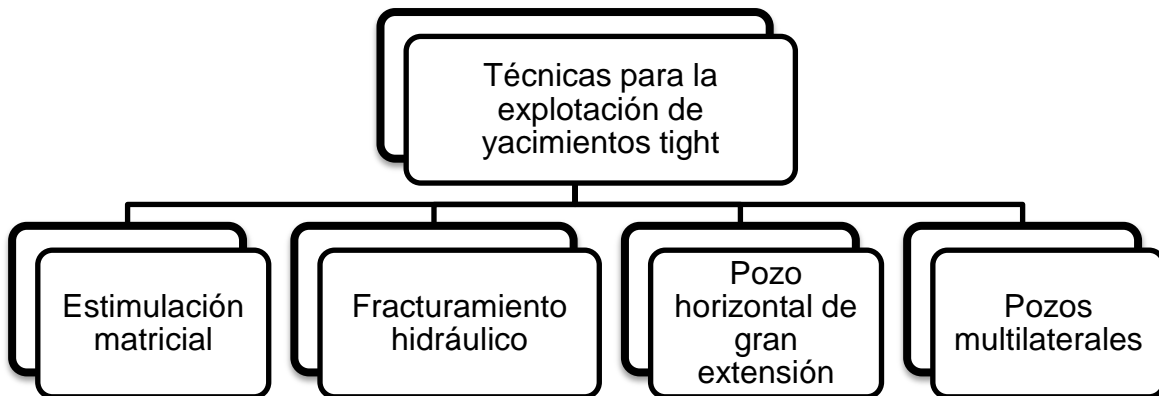 Técnicas para la
explotación de
yacimientos tight
Estimulación
matricial
Fracturamiento
hidráulico
Pozo
horizontal de
gran
extensión
Pozos
multilaterales